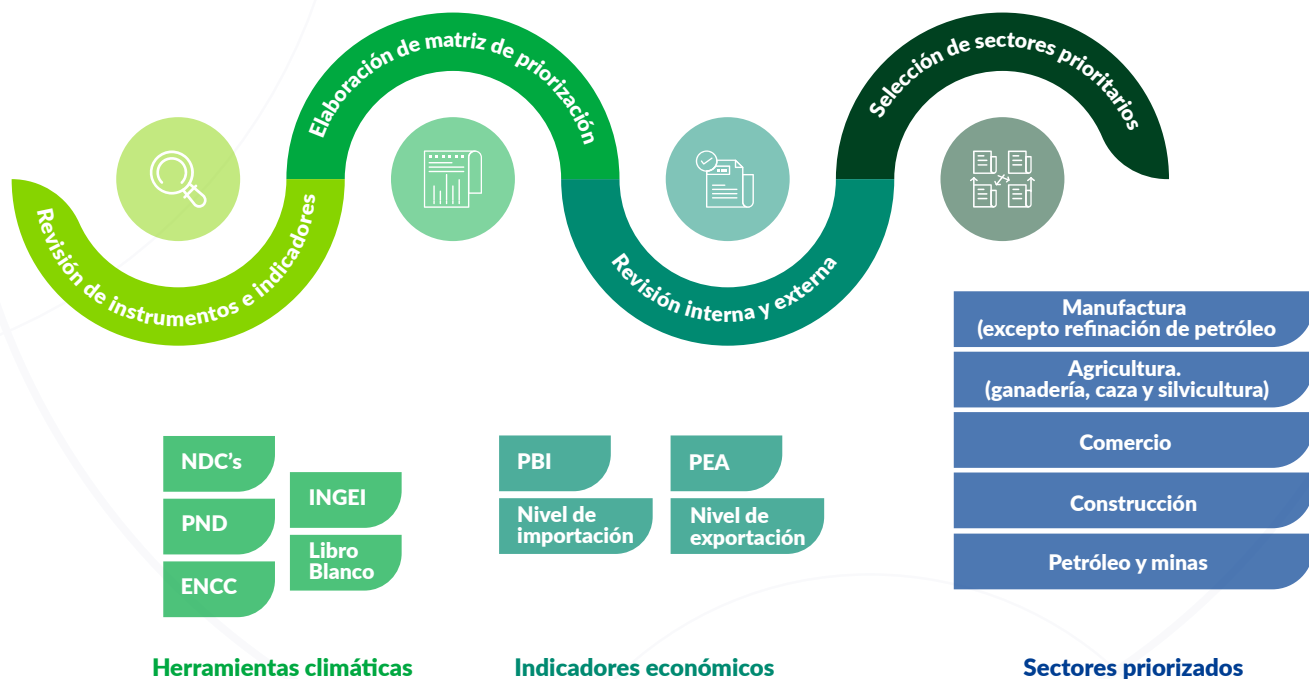 Revisión de instrumentos e indicadores
Elaboración de matriz de priorización
Revisión interna y externa
Selección de sectores prioritarios
NDC's
PND
ENCC
INGEI
Libro
Blanco
Herramientas climáticas
PBI
PEA
Nivel de
importación
Nivel de
exportación
Indicadores económicos
Manufactura
(excepto refinación de petróleo
Agricultura.
(ganadería, caza y silvicultura)
Comercio
Construcción
Petróleo y minas
Sectores priorizados